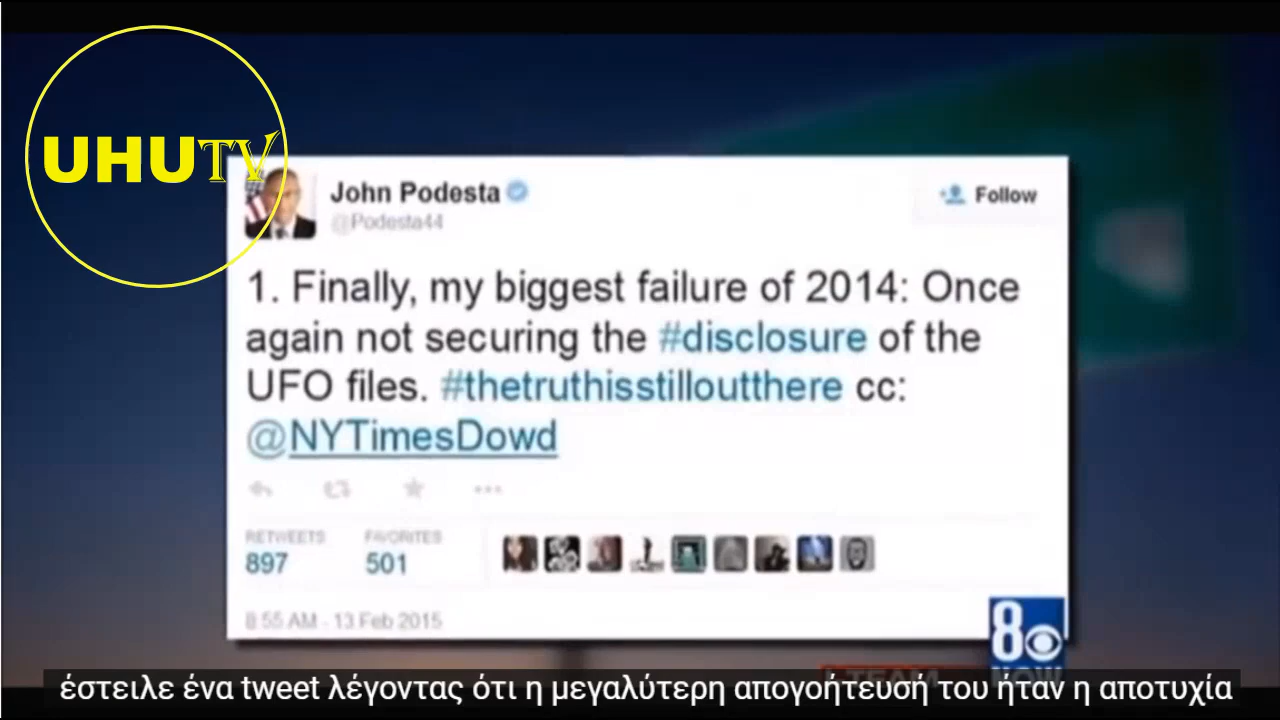 UHUTV
John Podesta
@Podesta44
Follow
1. Finally, my biggest failure of 2014: Once
again not securing the #disclosure of the
UFO files. #thetruthisstilloutthere cc:
@NYTimesDowd
RETWEETS
FAVORITES
897
501
8:55 AM - 13 Feb 2015
8
TEAM
NOW
έστειλε ένα tweet λέγοντας ότι η μεγαλύτερη απογοήτευσή του ήταν η αποτυχία